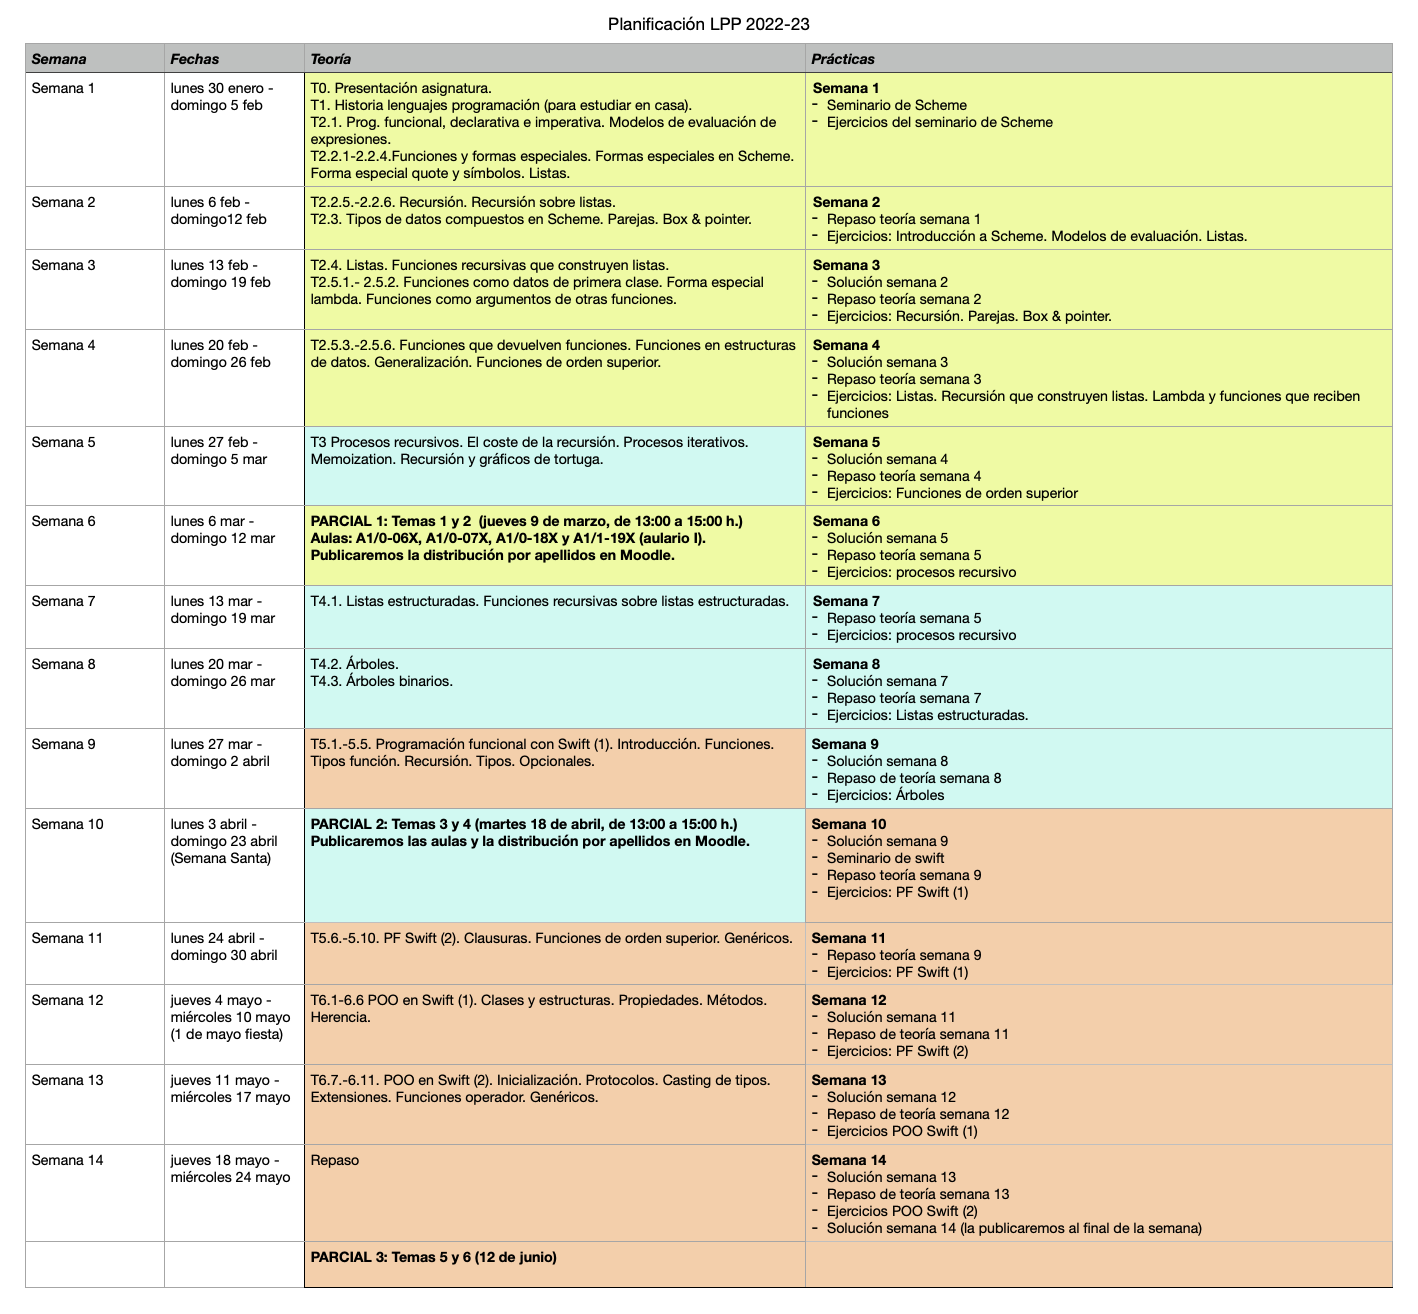 Planificación LPP 2022-23
Semana
Fechas
Teoría
Prácticas
Semana 1
lunes 30 enero -
domingo 5 feb
T0. Presentación asignatura.
T1. Historia lenguajes programación (para estudiar en casa).
T2.1. Prog. funcional, declarativa e imperativa. Modelos de evaluación de
expresiones.
T2.2.1-2.2.4.Funciones y formas especiales. Formas especiales en Scheme.
Forma especial quote y símbolos. Listas.
Semana 1
- Seminario de Scheme
- Ejercicios del seminario de Scheme
Semana 2
lunes 6 feb -
domingo12 feb
T2.2.5.-2.2.6. Recursión. Recursión sobre listas.
T2.3. Tipos de datos compuestos en Scheme. Parejas. Box & pointer.
Semana 2
- Repaso teoría semana 1
- Ejercicios: Introducción a Scheme. Modelos de evaluación. Listas.
Semana 3
lunes 13 feb -
domingo 19 feb
T2.4. Listas. Funciones recursivas que construyen listas.
T2.5.1.- 2.5.2. Funciones como datos de primera clase. Forma especial
lambda. Funciones como argumentos de otras funciones.
Semana 3
- Solución semana 2
- Repaso teoría semana 2
- Ejercicios: Recursión. Parejas. Box & pointer.
Semana 4
lunes 20 feb -
domingo 26 feb
T2.5.3.-2.5.6. Funciones que devuelven funciones. Funciones en estructuras
de datos. Generalización. Funciones de orden superior.
Semana 4
- Solución semana 3
- Repaso teoría semana 3
- Ejercicios: Listas. Recursión que construyen listas. Lambda y funciones que reciben
funciones
Semana 5
lunes 27 feb -
domingo 5 mar
T3 Procesos recursivos. El coste de la recursión. Procesos iterativos.
Memoization. Recursión y gráficos de tortuga.
Semana 5
- Solución semana 4
- Repaso teoría semana 4
- Ejercicios: Funciones de orden superior
Semana 6
lunes 6 mar -
domingo 12 mar
PARCIAL 1: Temas 1 y 2 (jueves 9 de marzo, de 13:00 a 15:00 h.)
Aulas: A1/0-06X, A1/0-07X, A1/0-18X y A1/1-19X (aulario I).
Publicaremos la distribución por apellidos en Moodle.
Semana 6
- Solución semana 5
- Repaso teoría semana 5
- Ejercicios: procesos recursivo
Semana 7
lunes 13 mar -
domingo 19 mar
T4.1. Listas estructuradas. Funciones recursivas sobre listas estructuradas.
Semana 7
- Repaso teoría semana 5
- Ejercicios: procesos recursivo
Semana 8
lunes 20 mar -
domingo 26 mar
T4.2. Árboles.
T4.3. Árboles binarios.
Semana 8
- Solución semana 7
- Repaso teoría semana 7
- Ejercicios: Listas estructuradas.
Semana 9
lunes 27 mar -
domingo 2 abril
T5.1.-5.5. Programación funcional con Swift (1). Introducción. Funciones.
Tipos función. Recursión. Tipos. Opcionales.
Semana 9
- Solución semana 8
- Repaso de teoría semana 8
- Ejercicios: Árboles
Semana 10
lunes 3 abril -
domingo 23 abril
(Semana Santa)
PARCIAL 2: Temas 3 y 4 (martes 18 de abril, de 13:00 a 15:00 h.)
Publicaremos las aulas y la distribución por apellidos en Moodle.
Semana 10
- Solución semana 9
- Seminario de swift
- Repaso teoría semana 9
- Ejercicios: PF Swift (1)
Semana 11
lunes 24 abril -
domingo 30 abril
T5.6.-5.10. PF Swift (2). Clausuras. Funciones de orden superior. Genéricos.
Semana 11
- Repaso teoría semana 9
- Ejercicios: PF Swift (1)
Semana 12
jueves 4 mayo -
miércoles 10 mayo
(1 de mayo fiesta)
T6.1-6.6 POO en Swift (1). Clases y estructuras. Propiedades. Métodos.
Herencia.
Semana 12
- Solución semana 11
- Repaso de teoría semana 11
- Ejercicios: PF Swift (2)
Semana 13
jueves 11 mayo -
miércoles 17 mayo
T6.7.-6.11. POO en Swift (2). Inicialización. Protocolos. Casting de tipos.
Extensiones. Funciones operador. Genéricos.
Semana 13
- Solución semana 12
- Repaso de teoría semana 12
- Ejercicios POO Swift (1)
Semana 14
jueves 18 mayo -
miércoles 24 mayo
Repaso
Semana 14
- Solución semana 13
- Repaso de teoría semana 13
- Ejercicios POO Swift (2)
- Solución semana 14 (la publicaremos al final de la semana)
PARCIAL 3: Temas 5 y 6 (12 de junio)